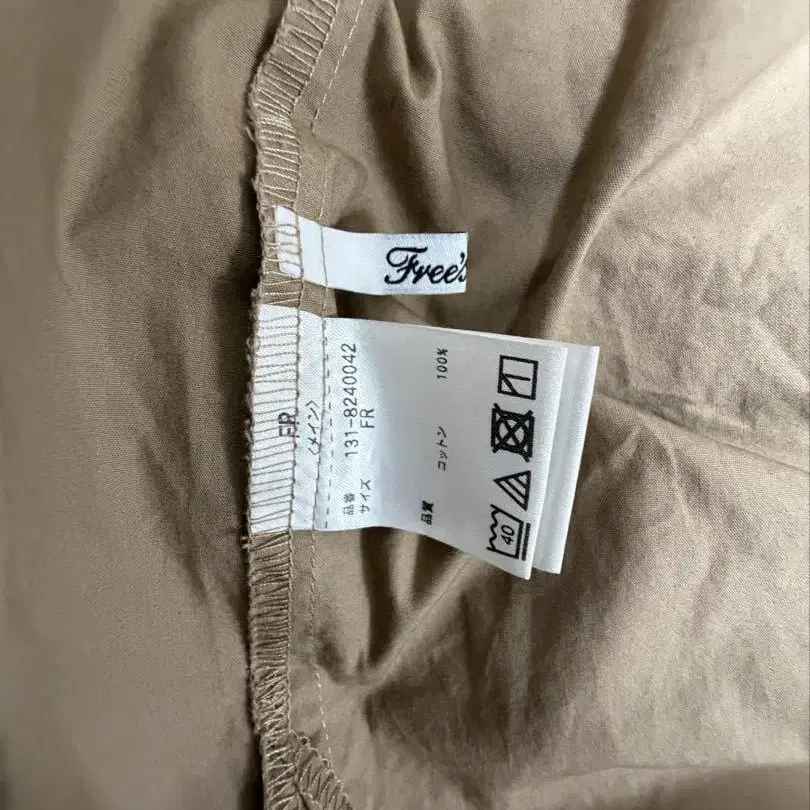 Free's
FR
〈メイン〉
品番 131-8240042
サイズ FR
品質 コットン 100%
40